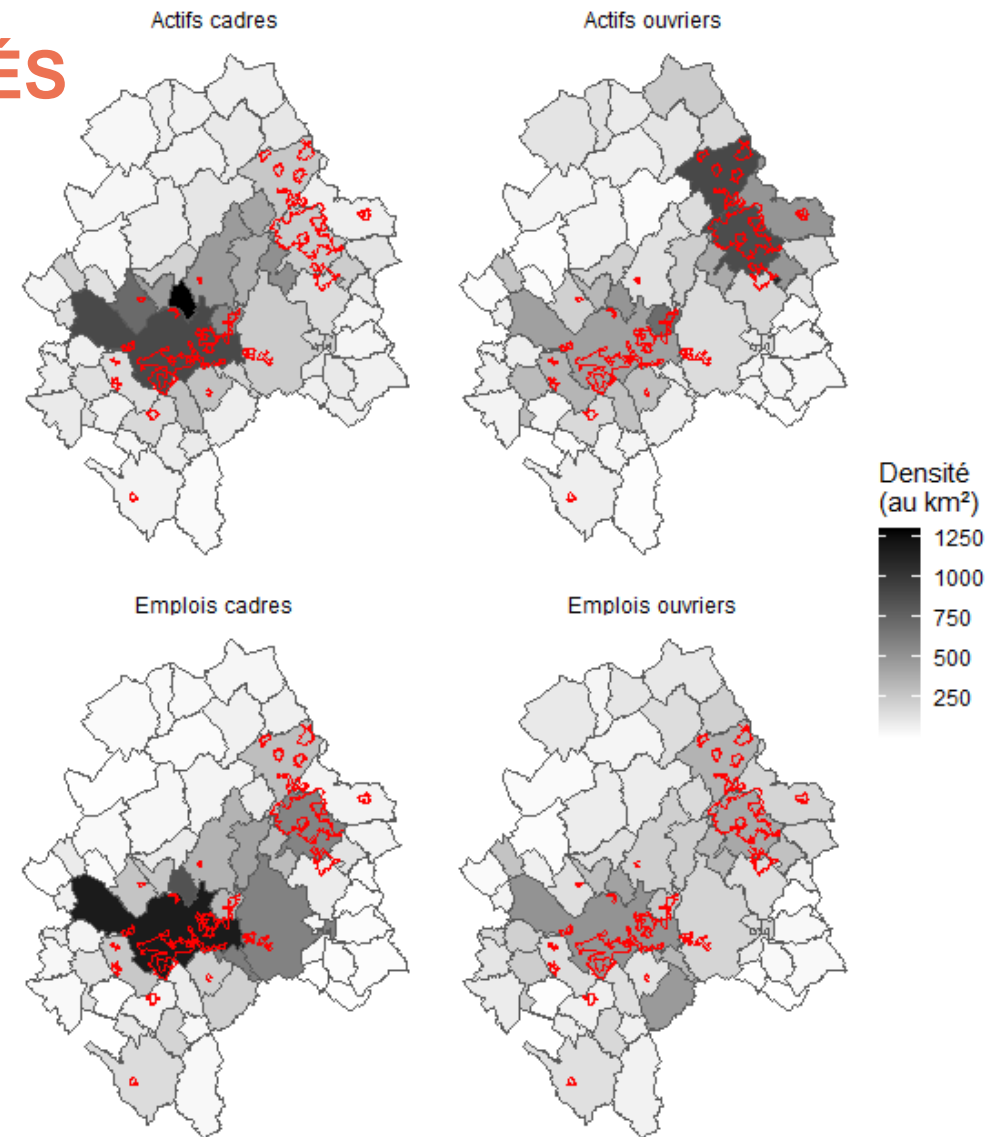 ÉS
Actifs cadres
Actifs ouvriers
Densité
(au km²)
1250
1000
750
500
250
Emplois cadres
Emplois ouvriers